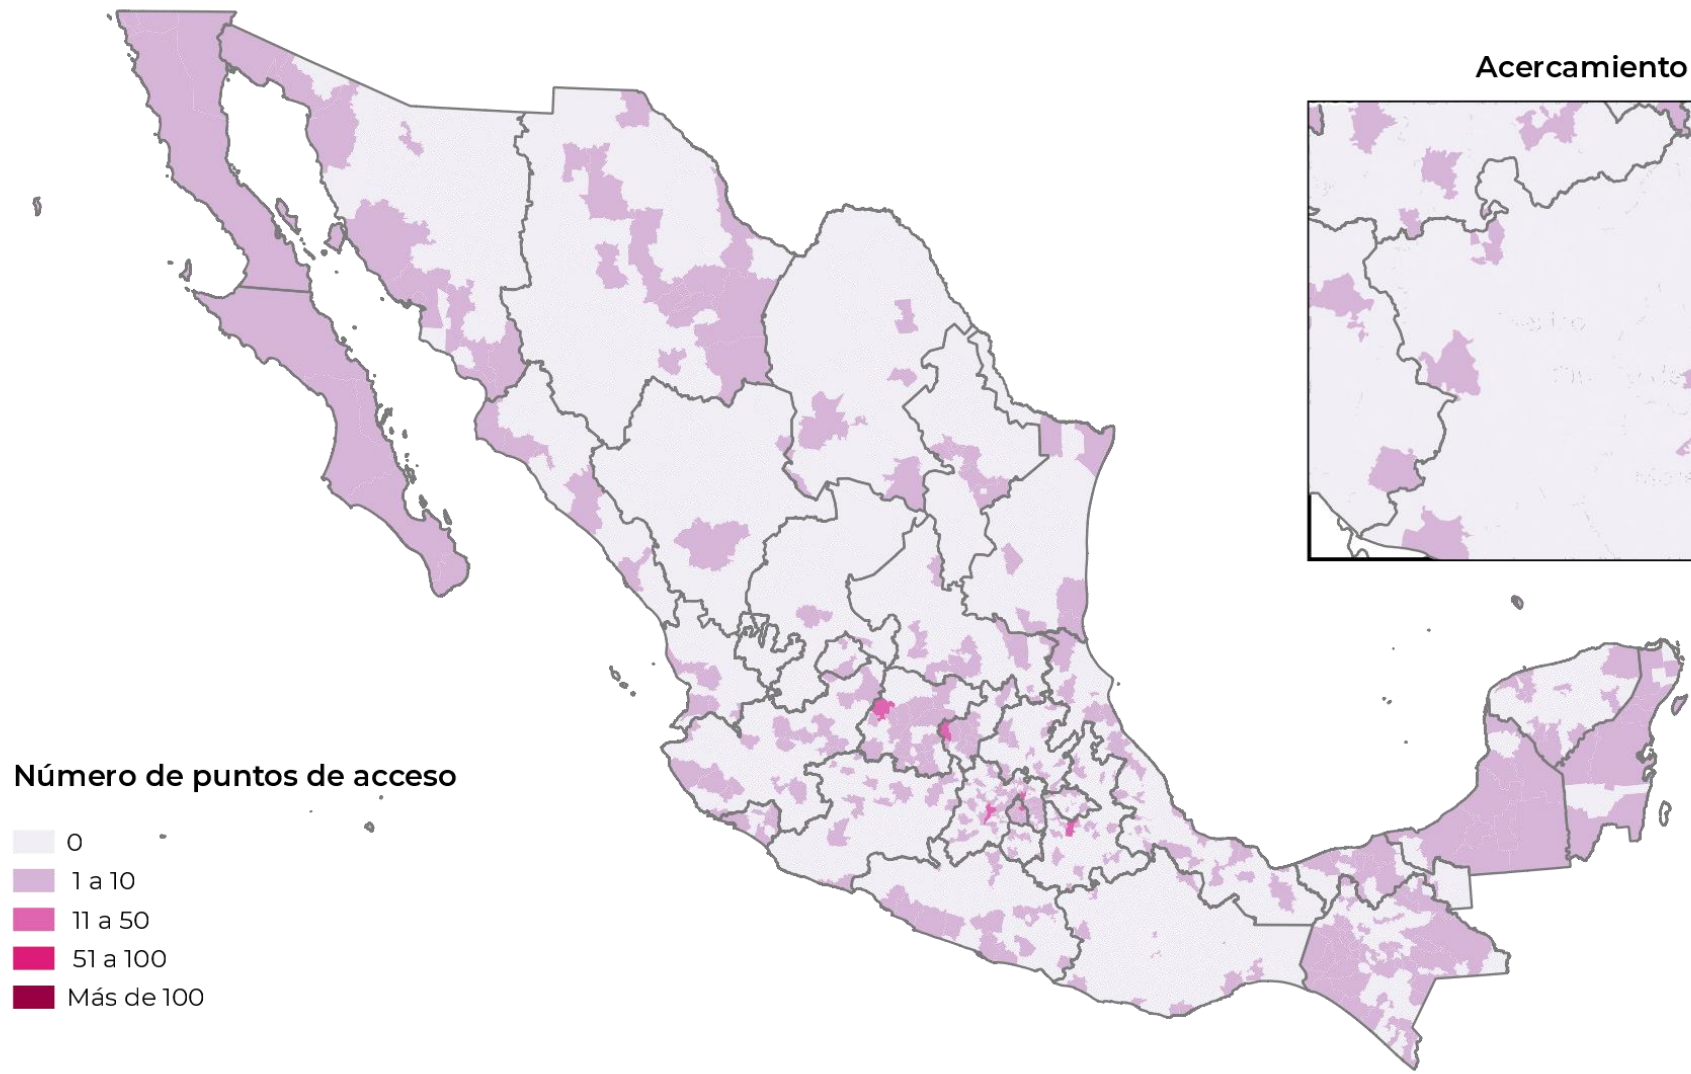 Acercamiento
Número de puntos de acceso
0
1 a 10
11 a 50
51 a 100
Más de 100